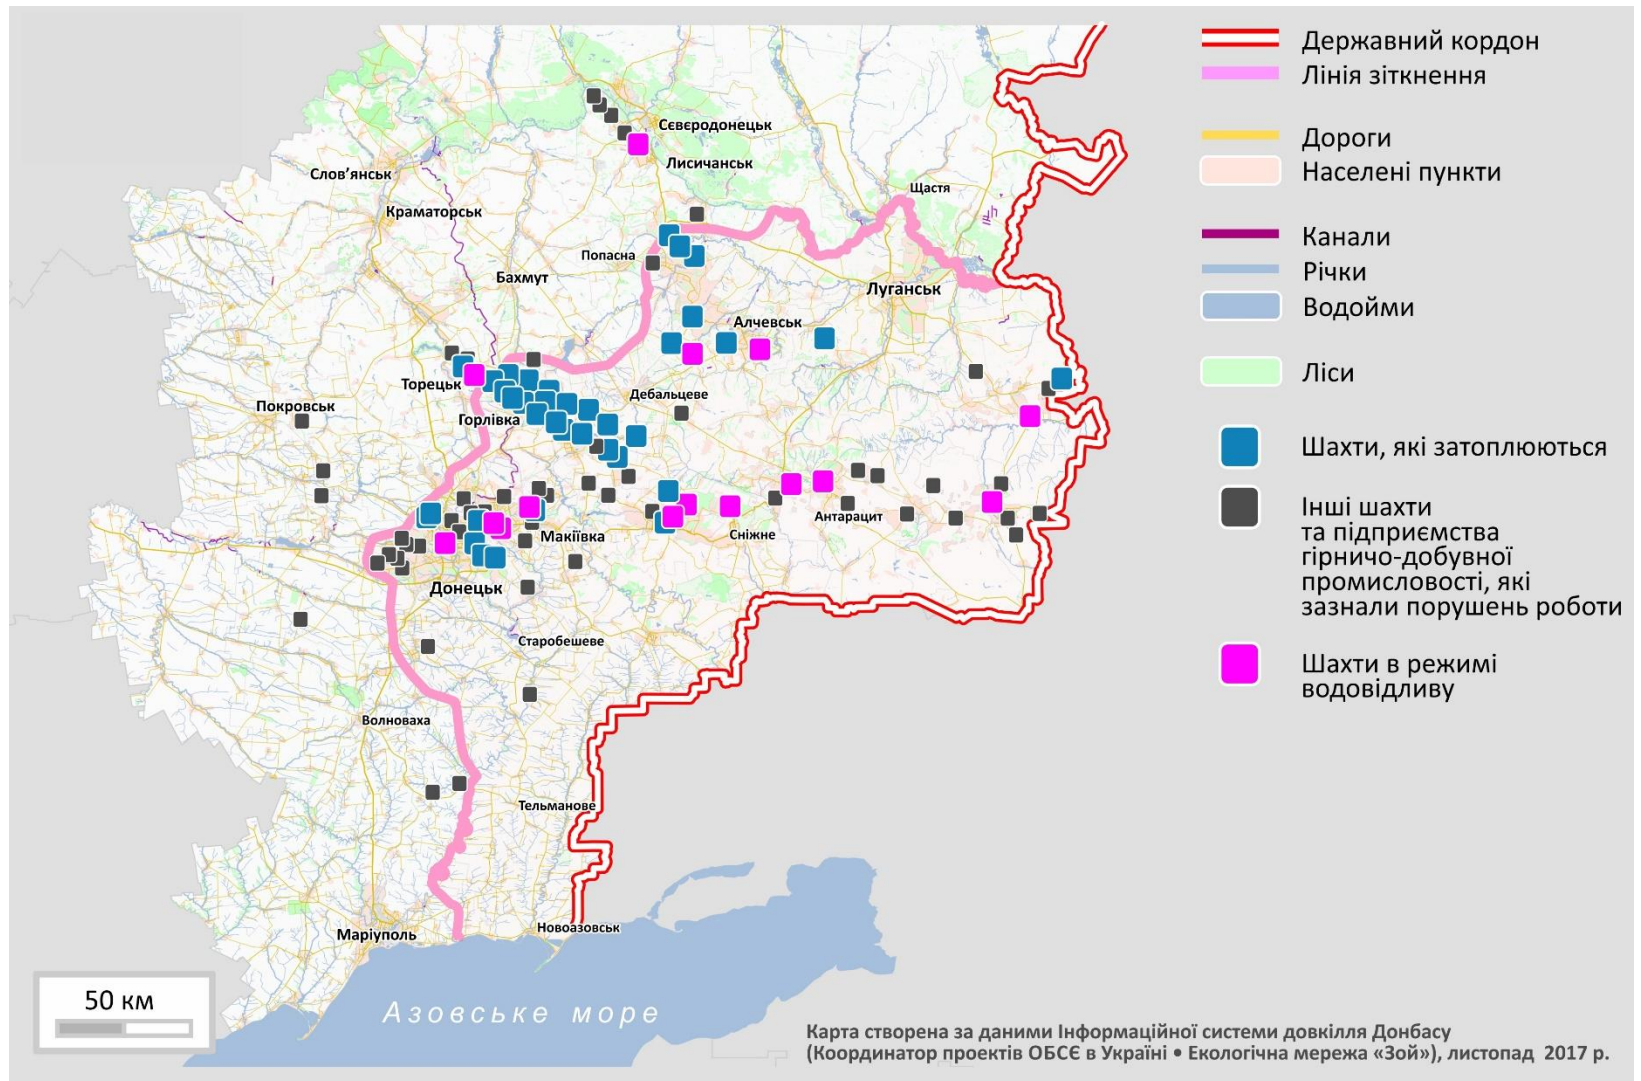 Державний кордон
Лінія зіткнення
Дороги
Населені пункти
Канали
Річки
Водойми
Ліси
Шахти, які затоплюються
Інші шахти
та підприємства
гірничо-добувної
промисловості, які
зазнали порушень роботи
Шахти в режимі
водовідливу
Сєвєродонецьк
Лисичанськ
Слов’янськ
Щастя
Краматорськ
Попасна
Бахмут
Луганськ
Алчевськ
Торецьк
Дебальцеве
Покровськ
Горлівка
Антарацит
Макіївка
Сніжне
Донецьк
Старобешеве
Волноваха
Тельманове
Новоазовськ
Маріуполь
50 км
Азовське море
Карта створена за даними Інформаційної системи довкілля Донбасу
(Координатор проектів ОБСЄ в Україні • Екологічна мережа «Зой»), листопад 2017 р.